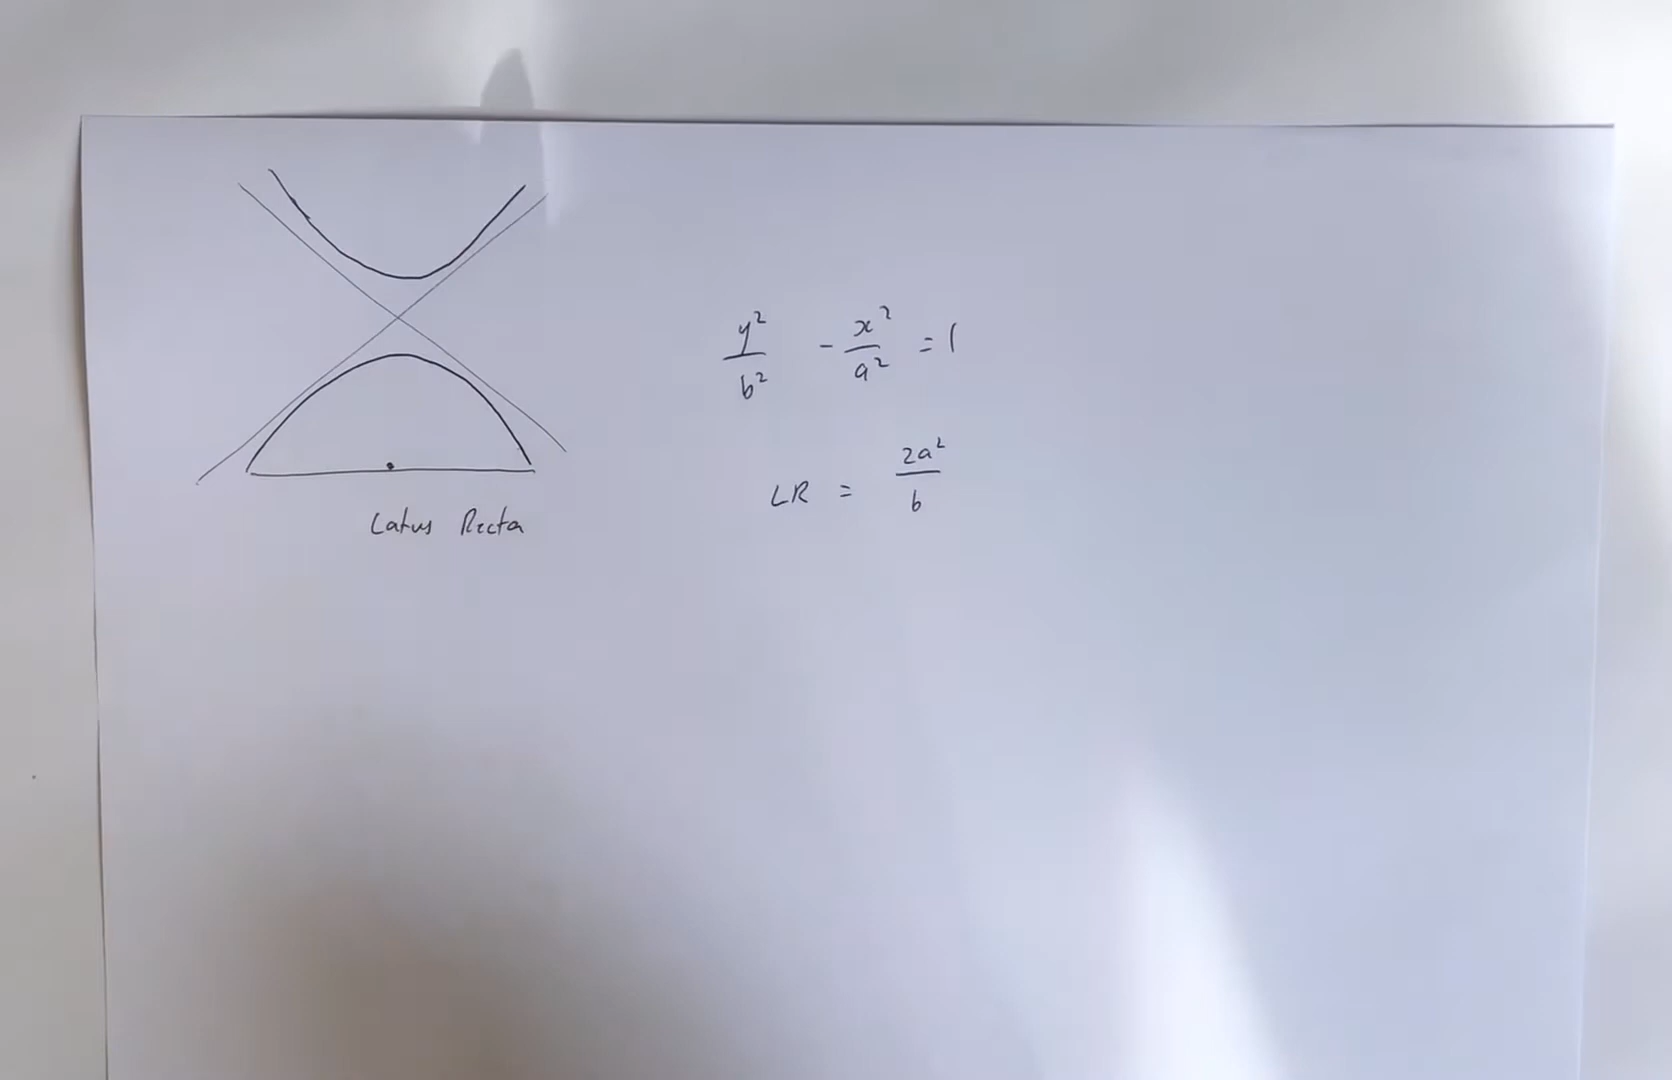 y²/b² - x²/a² = 1
LR = 2a²/b
Latus Recta